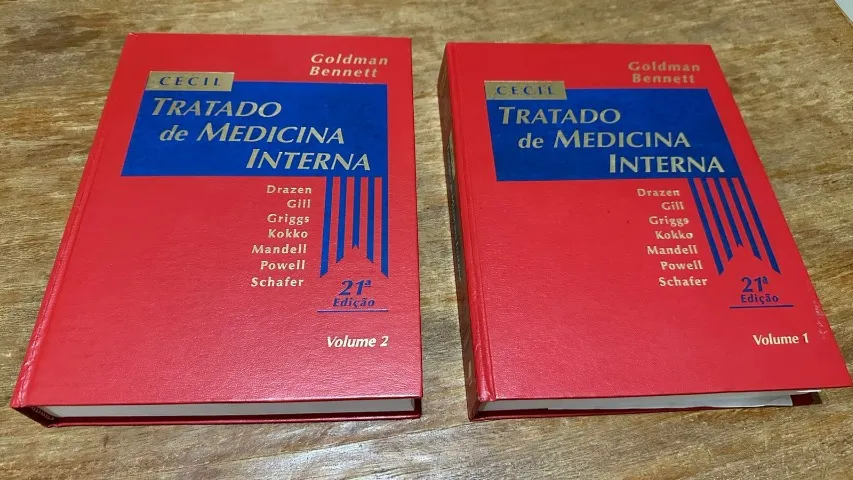 Goldman
Bennett
CECIL
TRATADO
de MEDICINA
INTERNA
Drazen
Gill
Griggs
Kokko
Mandell
Powell
Schafer
21ª
Edição
Volume 2
Goldman
Bennett
CECIL
TRATADO
de MEDICINA
INTERNA
Drazen
Gill
Griggs
Kokko
Mandell
Powell
Schafer
21ª
Edição
Volume 1